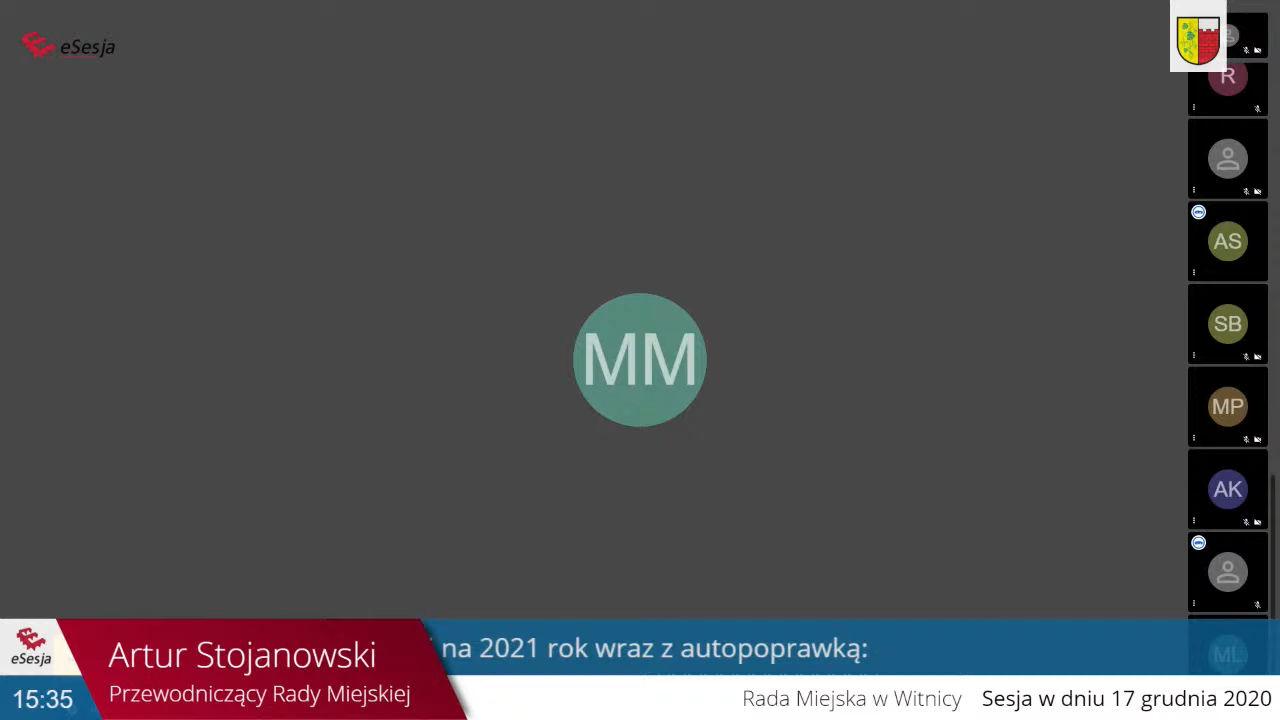 eSesja
R
AS
SB
MP
AK
MM
ML
eSesja
Artur Stojanowski
Przewodniczący Rady Miejskiej
na 2021 rok wraz z autopoprawką:
15:35
Rada Miejska w Witnicy
Sesja w dniu 17 grudnia 2020